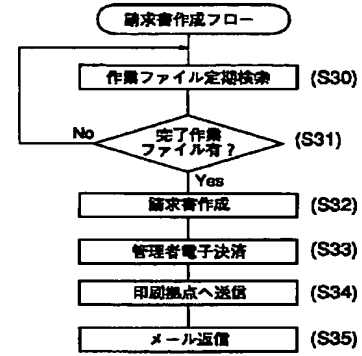 請求書作成フロー
作業ファイル定期検索 (S30)
No
完了作業
ファイル有? (S31)
Yes
請求書作成 (S32)
管理者電子決済 (S33)
印刷拠点へ送信 (S34)
メール返信 (S35)